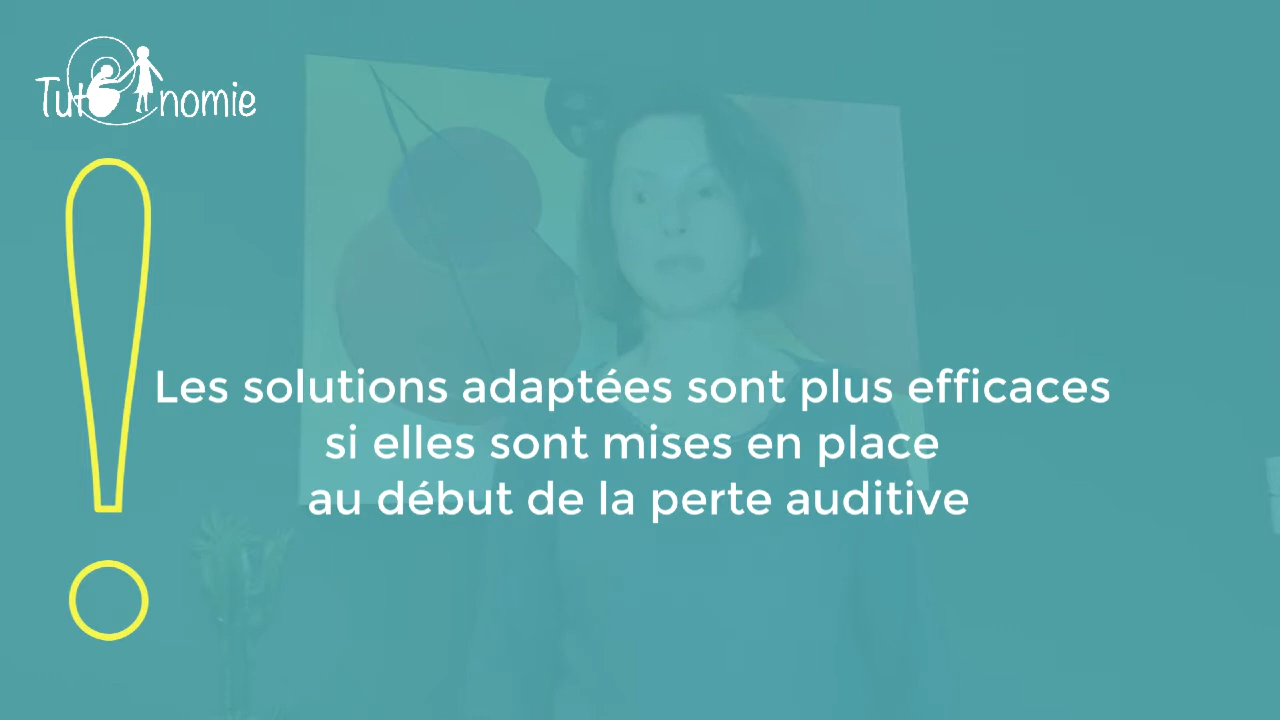 Tutonomie
Les solutions adaptées sont plus efficaces
si elles sont mises en place
au début de la perte auditive